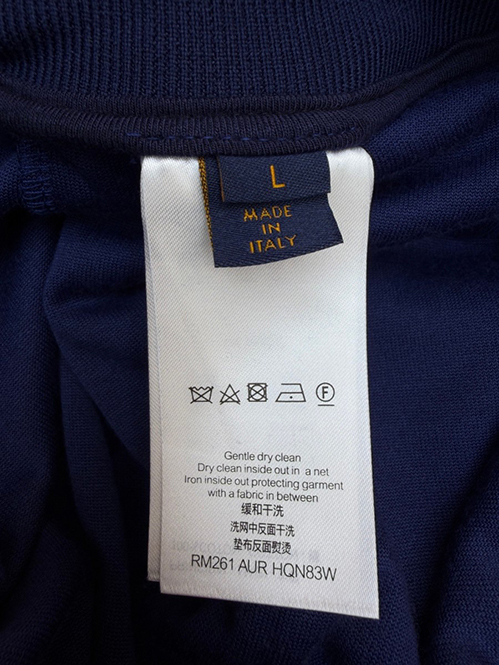 L
MADE
IN
ITALY
Gentle dry clean
Dry clean inside out in a net
Iron inside out protecting garment
with a fabric in between
缓和干洗
洗网中反面干洗
垫布反面熨烫
RM261 AUR HQN83W